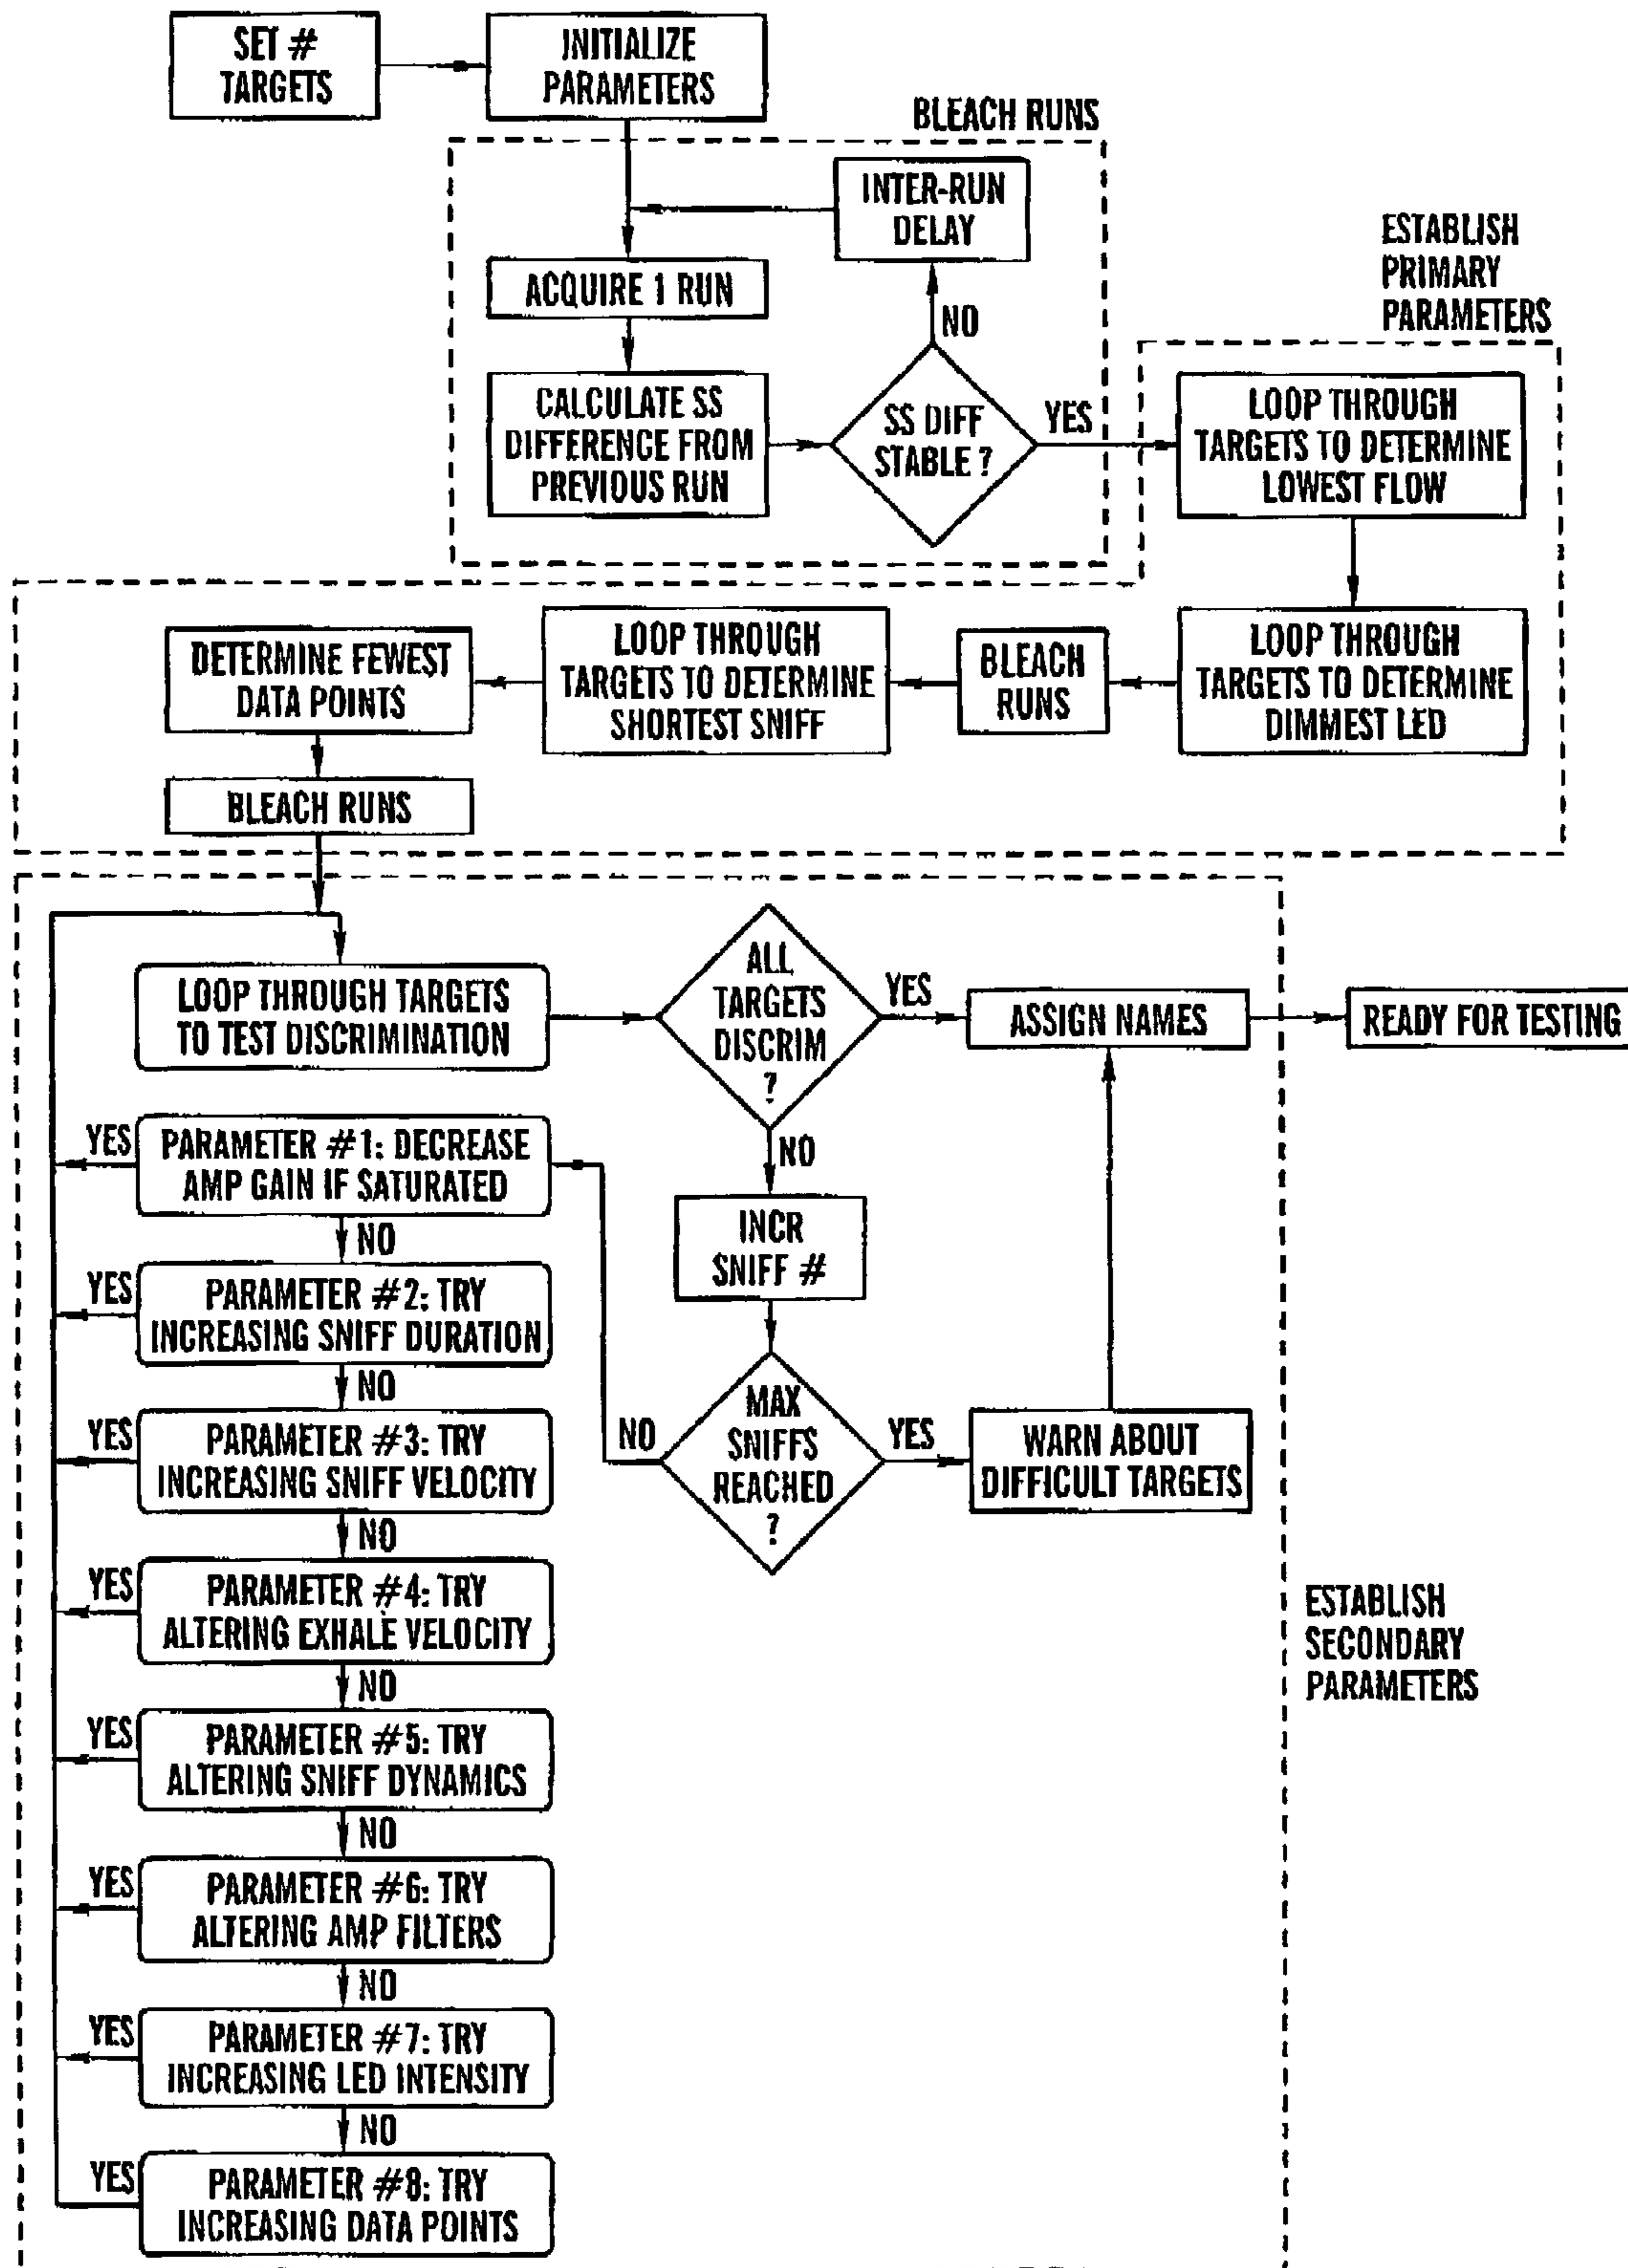 SET #
TARGETS
INITIALIZE
PARAMETERS
BLEACH RUNS
INTER-RUN
DELAY
ACQUIRE 1 RUN
NO
CALCULATE SS
DIFFERENCE FROM
PREVIOUS RUN
SS DIFF
STABLE ?
YES
ESTABLISH
PRIMARY
PARAMETERS
LOOP THROUGH
TARGETS TO DETERMINE
LOWEST FLOW
LOOP THROUGH
TARGETS TO DETERMINE
DIMMEST LED
BLEACH
RUNS
LOOP THROUGH
TARGETS TO DETERMINE
SHORTEST SNIFF
DETERMINE FEWEST
DATA POINTS
BLEACH RUNS
LOOP THROUGH TARGETS
TO TEST DISCRIMINATION
ALL
TARGETS
DISCRIM
?
YES
ASSIGN NAMES
READY FOR TESTING
NO
INCR
SNIFF #
MAX
SNIFFS
REACHED
?
NO
YES
WARN ABOUT
DIFFICULT TARGETS
YES
PARAMETER #1: DECREASE
AMP GAIN IF SATURATED
NO
YES
PARAMETER #2: TRY
INCREASING SNIFF DURATION
NO
YES
PARAMETER #3: TRY
INCREASING SNIFF VELOCITY
NO
YES
PARAMETER #4: TRY
ALTERING EXHALE VELOCITY
NO
YES
PARAMETER #5: TRY
ALTERING SNIFF DYNAMICS
NO
YES
PARAMETER #6: TRY
ALTERING AMP FILTERS
NO
YES
PARAMETER #7: TRY
INCREASING LED INTENSITY
NO
YES
PARAMETER #8: TRY
INCREASING DATA POINTS
ESTABLISH
SECONDARY
PARAMETERS